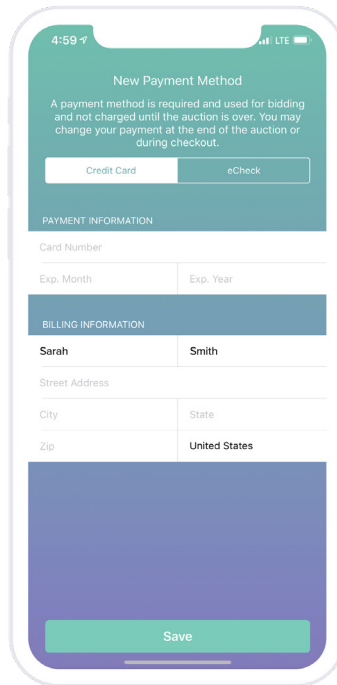 4:59
LTE
New Payment Method
A payment method is required and used for bidding
and not charged until the
auction is over. You may
change your payment at
the end of the auction or
during checkout.
Credit Card
eCheck
PAYMENT INFORMATION
Card Number
Exp. Month
Exp. Year
BILLING INFORMATION
Sarah
Smith
Street Address
City
State
Zip
United States
Save